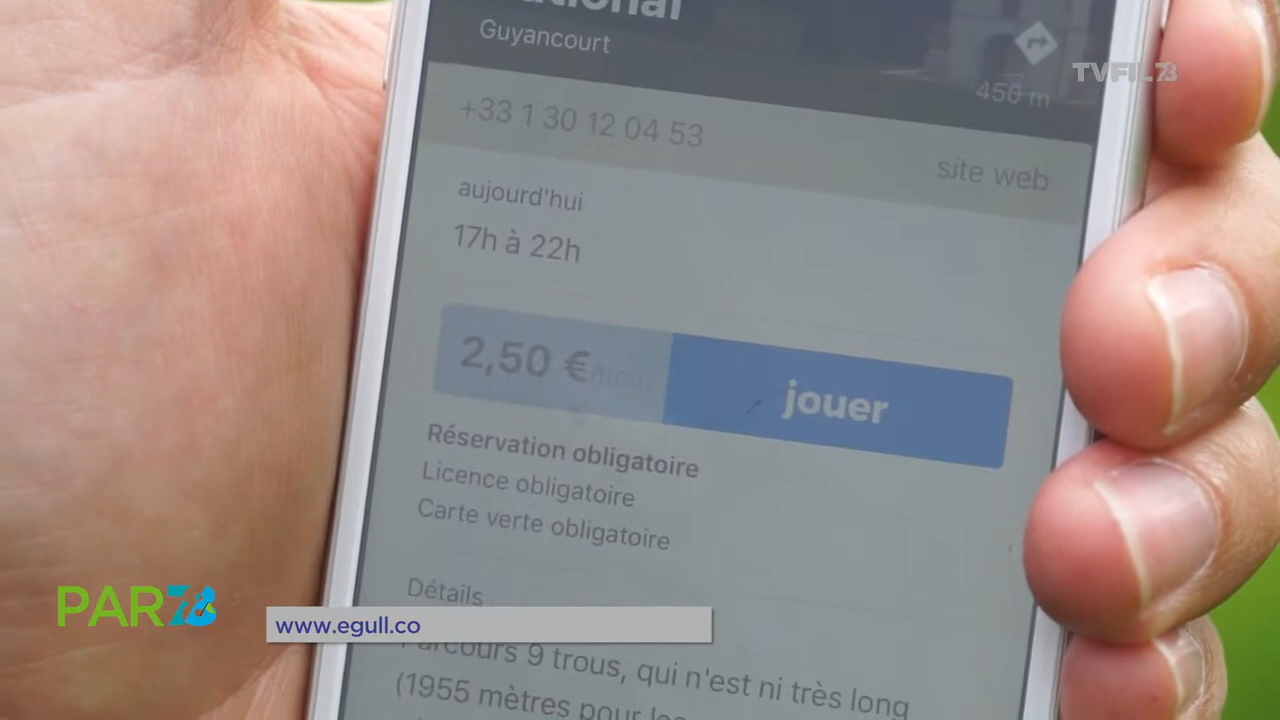 Guyancourt
TVFIL78
450 m
+33 1 30 12 04 53
site web
aujourd'hui
17h à 22h
2,50 €/trou
jouer
Réservation obligatoire
Licence obligatoire
Carte verte obligatoire
Détails
PAR78
www.egull.co
Parcours 9 trous, qui n'est ni très long
(1955 mètres pour les